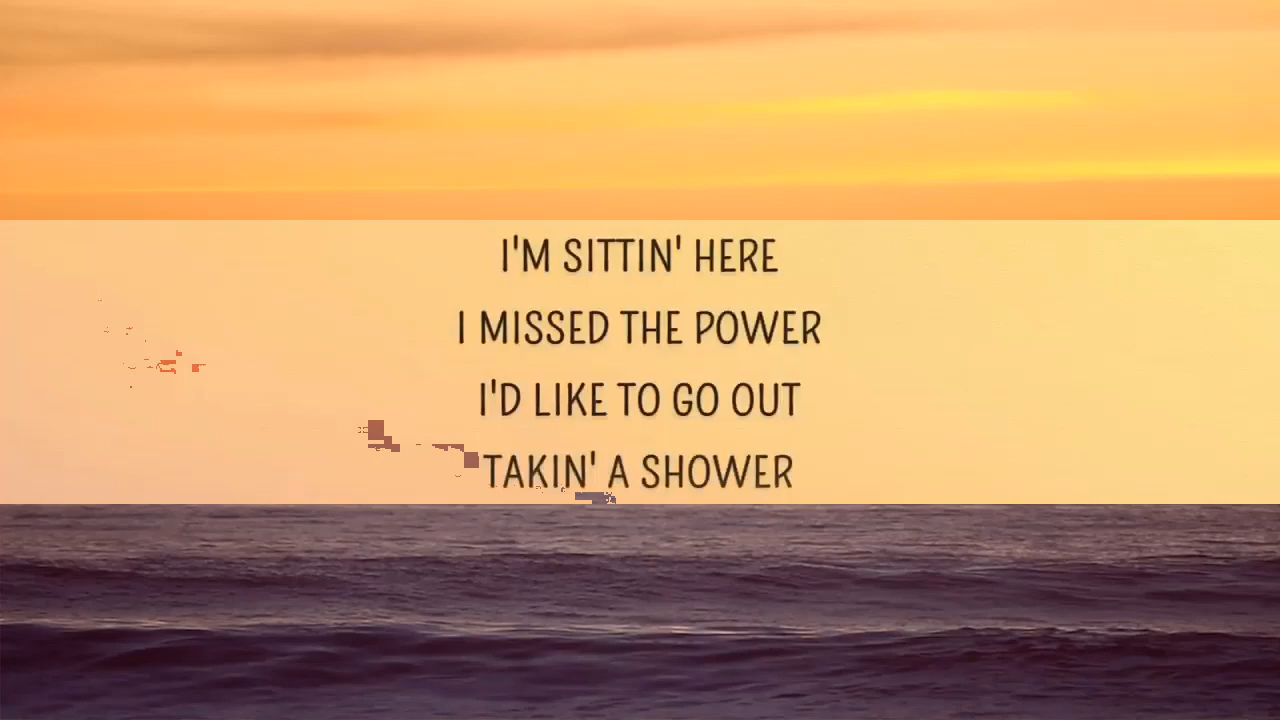 I'M SITTIN' HERE
I MISSED THE POWER
I'D LIKE TO GO OUT
TAKIN' A SHOWER